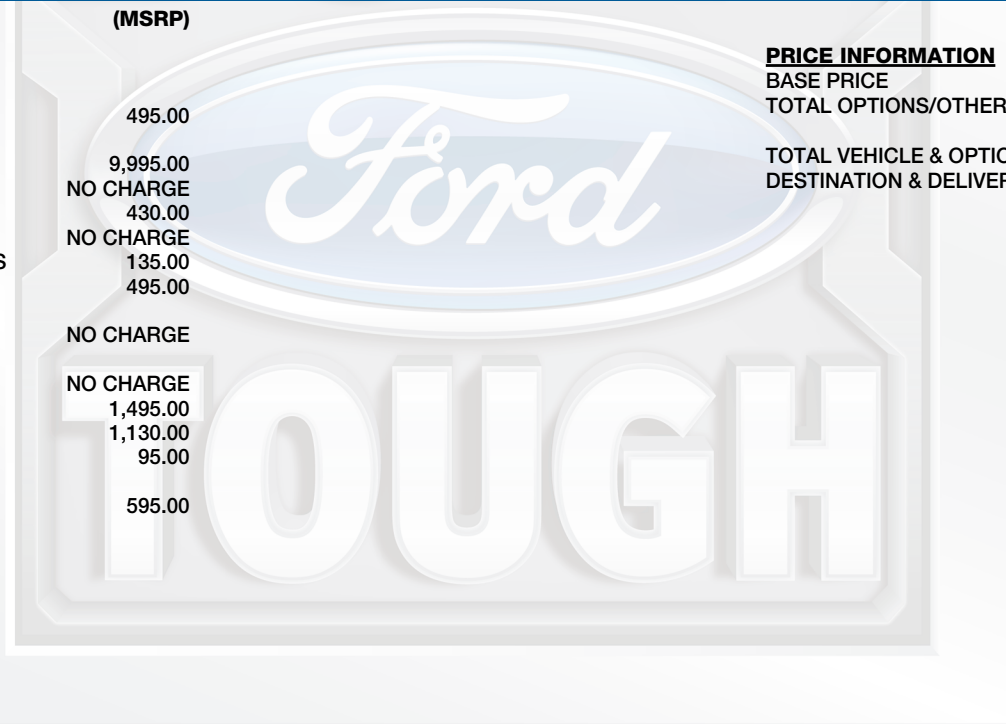 (MSRP)
495.00
9,995.00
NO CHARGE
430.00
NO CHARGE
S 135.00
495.00
NO CHARGE
NO CHARGE
1,495.00
1,130.00
95.00
595.00
PRICE INFORMATION
BASE PRICE
TOTAL OPTIONS/OTHER
TOTAL VEHICLE & OPTIO
DESTINATION & DELIVER
Ford
TOUGH